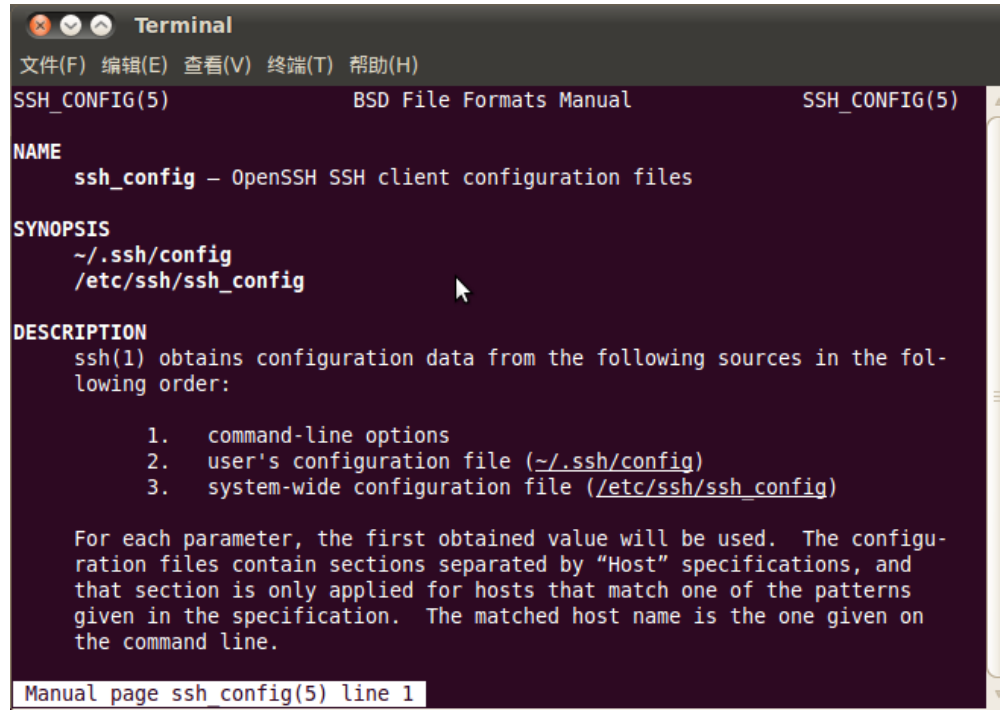 Terminal
文件(F) 编辑(E) 查看(V) 终端(T) 帮助(H)
SSH_CONFIG(5) BSD File Formats Manual SSH_CONFIG(5)
NAME
ssh_config — OpenSSH SSH client configuration files
SYNOPSIS
~/.ssh/config
/etc/ssh/ssh_config
DESCRIPTION
ssh(1) obtains configuration data from the following sources in the fol-
lowing order:
1. command-line options
2. user's configuration file (~/.ssh/config)
3. system-wide configuration file (/etc/ssh/ssh_config)
For each parameter, the first obtained value will be used. The configu-
ration files contain sections separated by “Host” specifications, and
that section is only applied for hosts that match one of the patterns
given in the specification. The matched host name is the one given on
the command line.
Manual page ssh_config(5) line 1